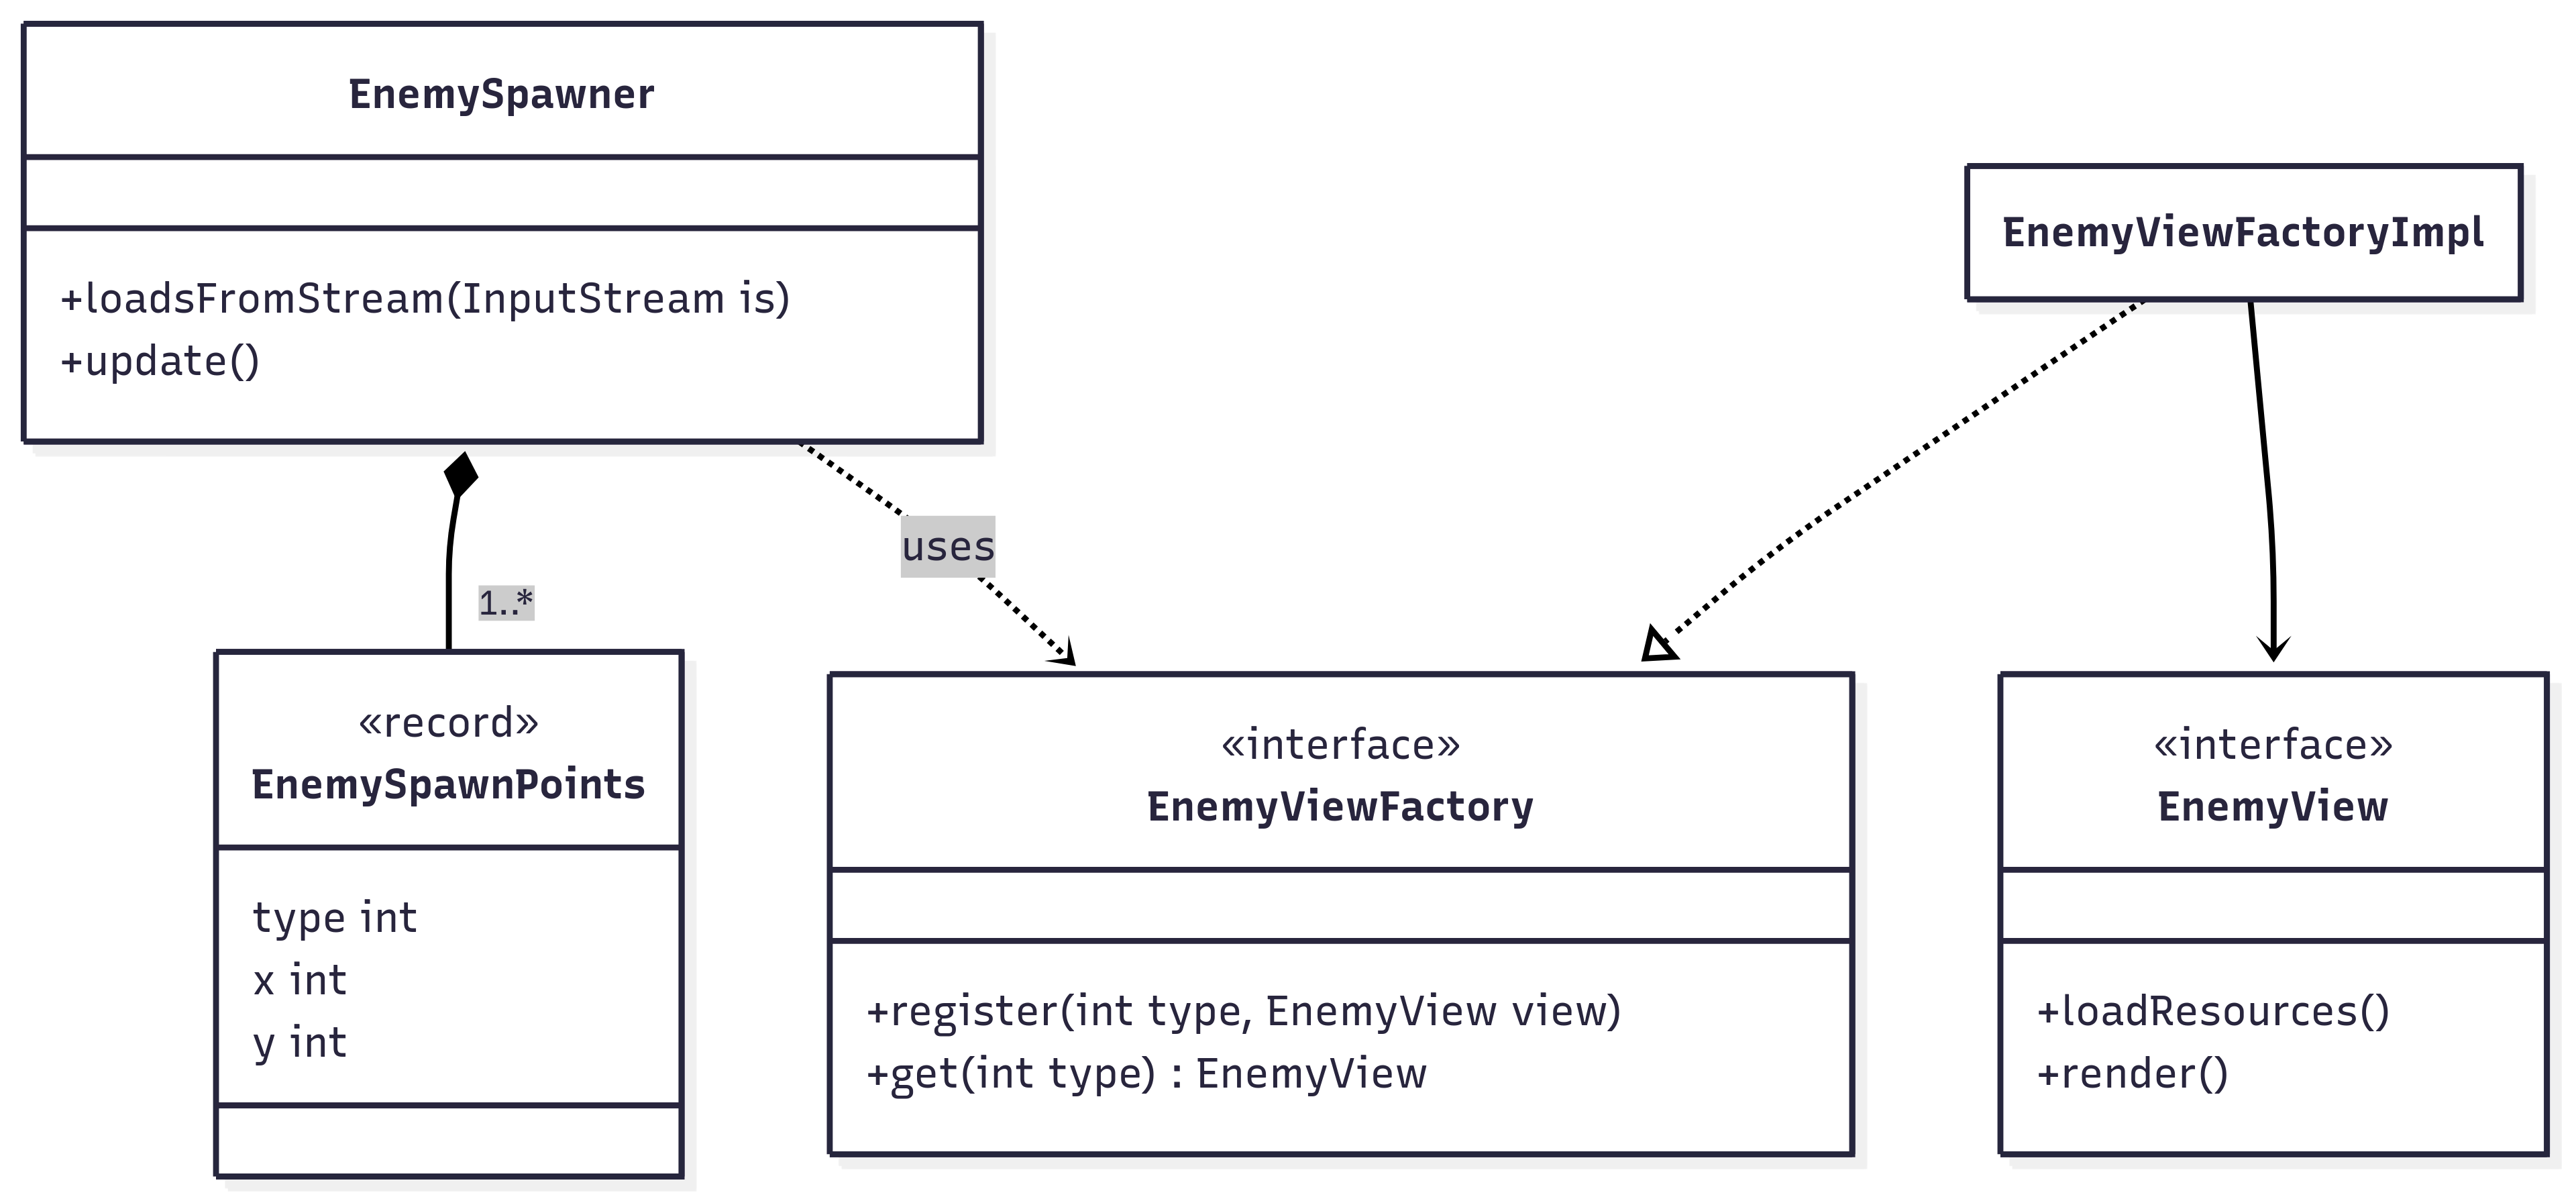 EnemySpawner
+loadsFromStream(InputStream is)
+update()
EnemyViewFactoryImpl
uses
1..*
«record»
EnemySpawnPoints
type int
x int
y int
«interface»
EnemyViewFactory
+register(int type, EnemyView view)
+get(int type) : EnemyView
«interface»
EnemyView
+loadResources()
+render()